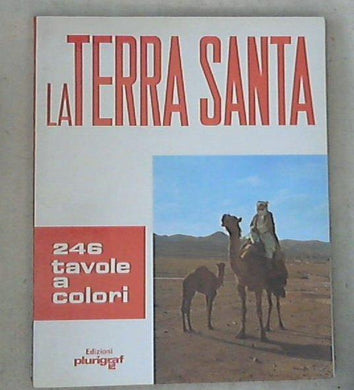 LA TERRA SANTA
246
tavole
a
colori
Edizioni
plurigraf